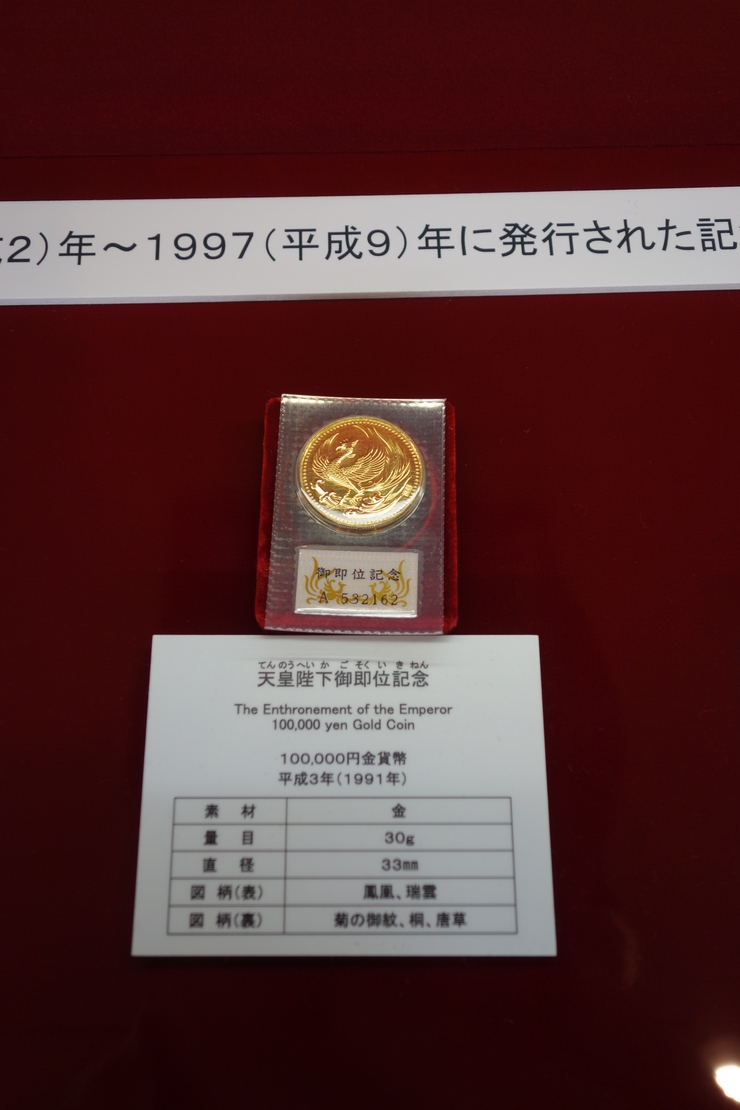 2）年～1997（平成9）年に発行された記
御即位記念
A 532162
てんのうへいかごそくいきねん
天皇陛下御即位記念
The Enthronement of the Emperor
100,000 yen Gold Coin
100,000円金貨幣
平成3年（1991年）
素 材 金
量 目 30g
直 径 33mm
図 柄（表） 鳳凰、瑞雲
図 柄（裏） 菊の御紋、桐、唐草